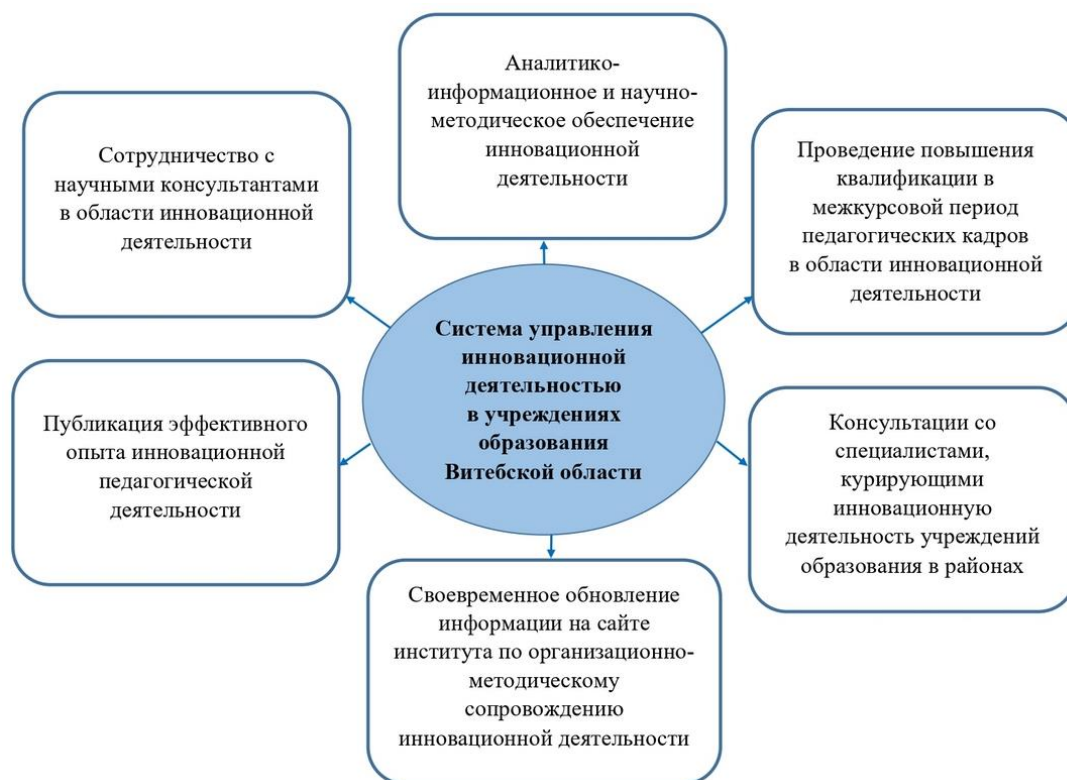 Аналитико-
информационное и научно-
методическое обеспечение
инновационной
деятельности
Сотрудничество с
научными консультантами
в области инновационной
деятельности
Проведение повышения
квалификации в
межкурсовой период
педагогических кадров
в области инновационной
деятельности
Система управления
инновационной
деятельностью
в учреждениях
образования
Витебской области
Публикация эффективного
опыта инновационной
педагогической
деятельности
Консультации со
специалистами,
курирующими
инновационную
деятельность учреждений
образования в районах
Своевременное обновление
информации на сайте
института по организационно-
методическому
сопровождению
инновационной деятельности